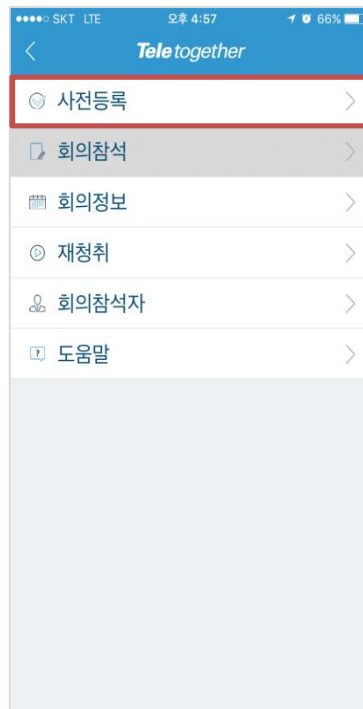 SKT LTE 오후 4:57 66%
Teletogether
사전등록
회의참석
회의정보
재청취
회의참석자
도움말